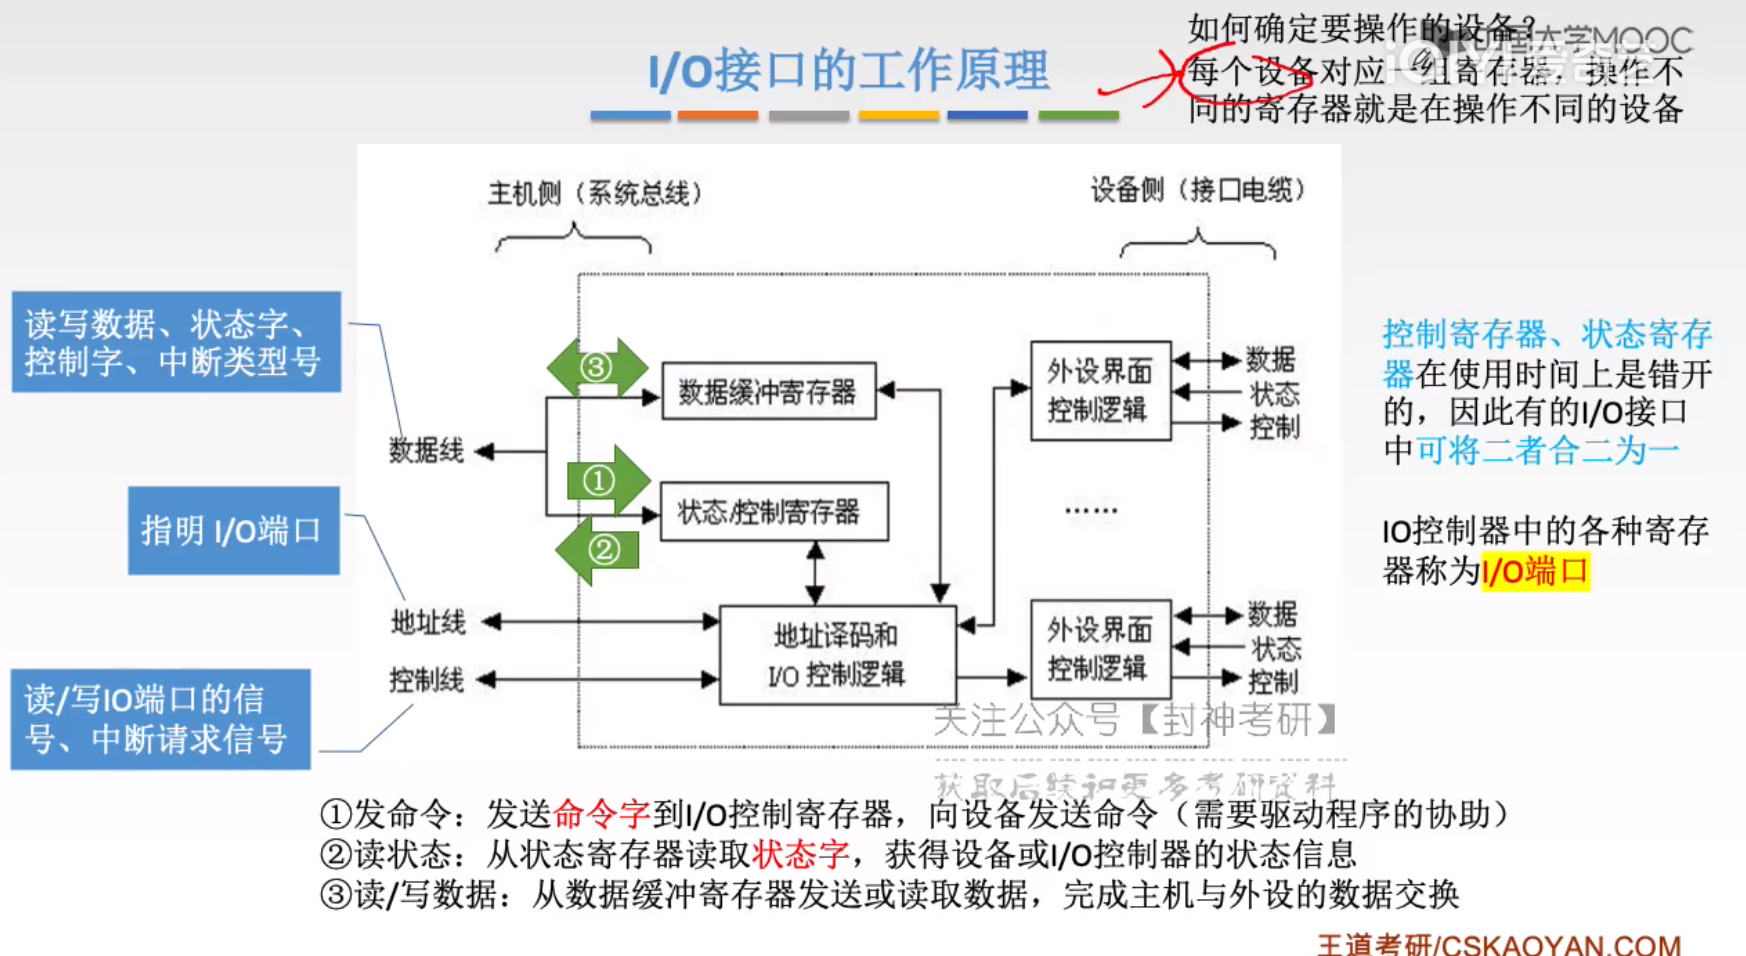 I/O接口的工作原理
如何确定要操作的设备？
每个设备对应一组寄存器，操作不
同的寄存器就是在操作不同的设备
中国大学MOOC
主机侧（系统总线）
设备侧（接口电缆）
读写数据、状态字、
控制字、中断类型号
数据线
指明 I/O端口
地址线
读/写IO端口的信
号、中断请求信号
控制线
③
数据缓冲寄存器
①
状态/控制寄存器
②
地址译码和
I/O 控制逻辑
外设界面
控制逻辑
数据
状态
控制
……
外设界面
控制逻辑
数据
状态
控制
控制寄存器、状态寄存
器在使用时间上是错开
的，因此有的I/O接口
中可将二者合二为一
IO控制器中的各种寄存
器称为I/O端口
关注公众号【封神考研】
获取后续和更多考研资料
①发命令：发送命令字到I/O控制寄存器，向设备发送命令（需要驱动程序的协助）
②读状态：从状态寄存器读取状态字，获得设备或I/O控制器的状态信息
③读/写数据：从数据缓冲寄存器发送或读取数据，完成主机与外设的数据交换
王道考研/CSKAOYAN.COM